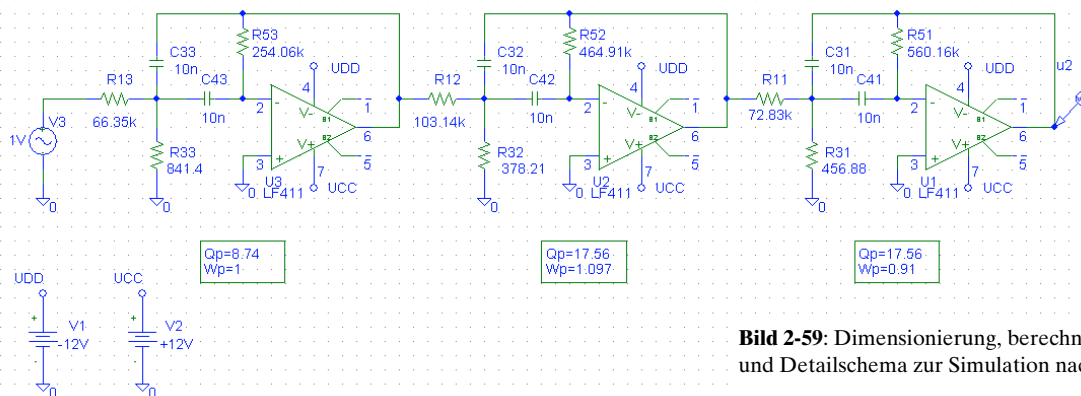 C33
10n
R53
254.06k
R13
66.35k
C43
10n
V3
1V
R33
841.4
UDD
4
2
3
V-
V+
B1
B2
1
6
5
7
U3
LF411
UCC
0
0
0
C32
10n
R52
464.91k
R12
103.14k
C42
10n
R32
378.21
UDD
4
2
3
V-
V+
B1
B2
1
6
5
7
U2
LF411
UCC
0
0
C31
10n
R51
560.16k
R11
72.83k
C41
10n
R31
456.88
UDD
4
2
3
V-
V+
B1
B2
1
6
5
7
U1
LF411
UCC
0
0
u2
Qp=8.74
Wp=1
Qp=17.56
Wp=1.097
Qp=17.56
Wp=0.91
UDD
+
V1
-12V
-
0
UCC
+
V2
+12V
-
0
Bild 2-59: Dimensionierung, berechn
und Detailschema zur Simulation nac